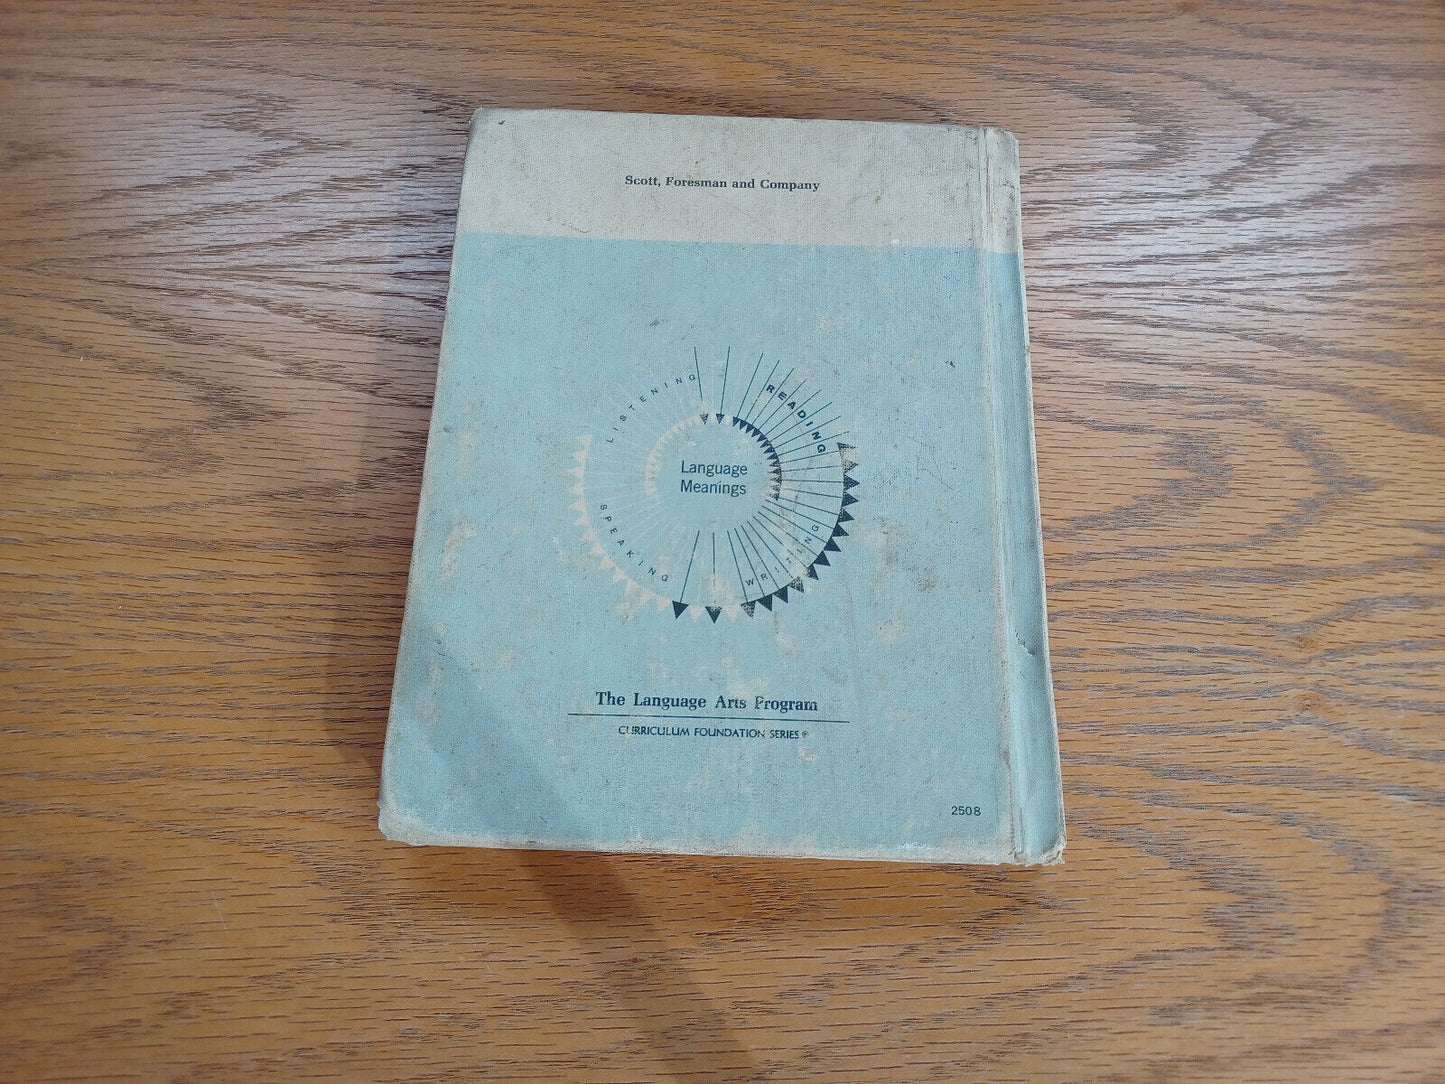 Scott, Foresman and Company
LISTENING
READING
Language
Meanings
SPEAKING
WRITING
The Language Arts Program
CURRICULUM FOUNDATION SERIES ®
2508